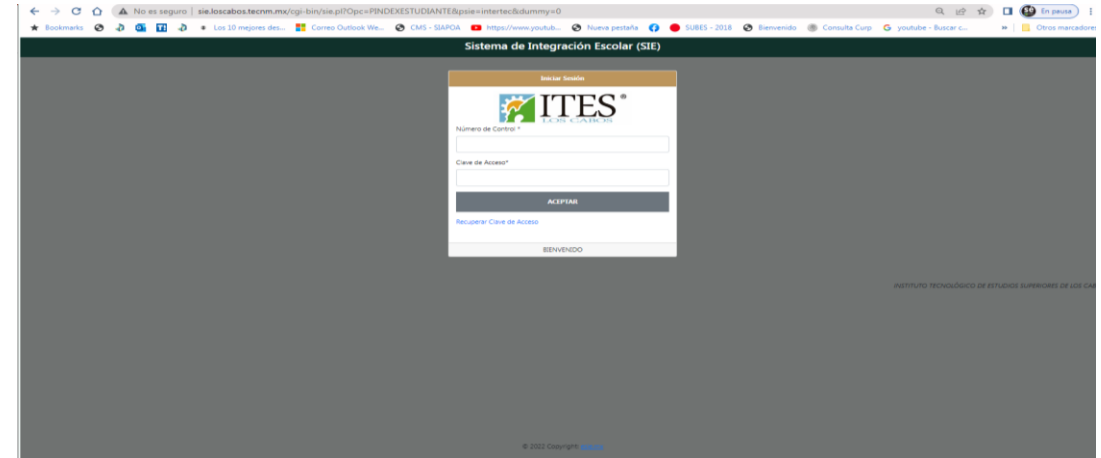 No es seguro | sie.loscabos.tecnm.mx/cgi-bin/sie.pl?Opc=PINDEXESTUDIANTE&psie=intertec&dummy=0
En pausa
Bookmarks Los 10 mejores des... Correo Outlook We... CMS - SIAPOA https://www.youtub... Nueva pestaña SUBES - 2018 Bienvenido Consulta Curp youtube - Buscar c... » Otros marcadores
Sistema de Integración Escolar (SIE)
Iniciar Sesión
ITES®
LOS CABOS
Número de Control *
Clave de Acceso*
ACEPTAR
Recuperar Clave de Acceso
BIENVENIDO
INSTITUTO TECNOLÓGICO DE ESTUDIOS SUPERIORES DE LOS CAB
© 2022 Copyright: